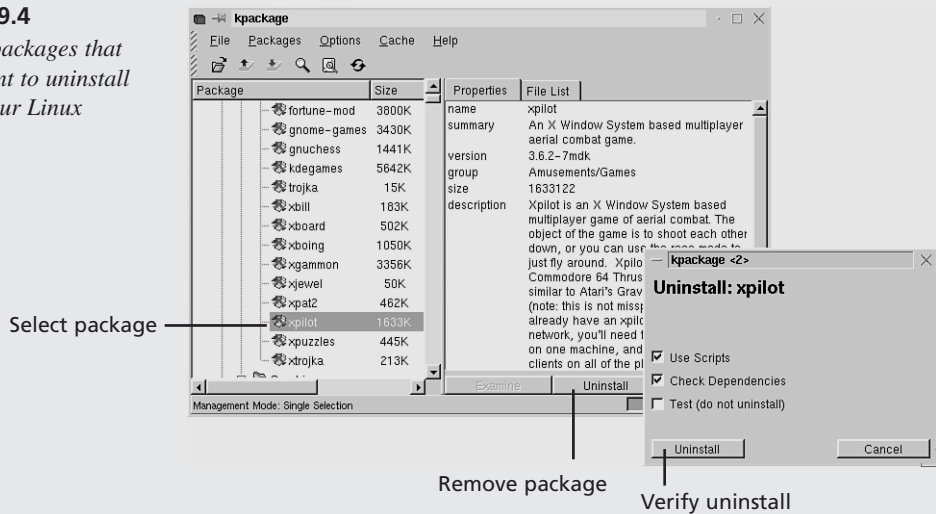 9.4
packages that
nt to uninstall
ur Linux
kpackage
File Packages Options Cache Help
Package Size
fortune-mod 3800K
gnome-games 3430K
gnuchess 1441K
kdegames 5642K
trojka 15K
xbill 183K
xboard 502K
xboing 1050K
xgammon 3356K
xjewel 50K
xpat2 462K
xpilot 1633K
xpuzzles 445K
xtrojka 213K
Management Mode: Single Selection
Properties File List
name xpilot
summary An X Window System based multiplayer
aerial combat game.
version 3.6.2-7mdk
group Amusements/Games
size 1633122
description Xpilot is an X Window System based
multiplayer game of aerial combat. The
object of the game is to shoot each other
down, or you can use the race mode to
just fly around. Xpilo
Commodore 64 Thrus
similar to Atari's Grav
(note: this is not missp
already have an xpilo
network, you'll need t
on one machine, and
clients on all of the pl
Examine Uninstall
kpackage <2>
Uninstall: xpilot
Use Scripts
Check Dependencies
Test (do not uninstall)
Uninstall Cancel
Select package
Remove package
Verify uninstall